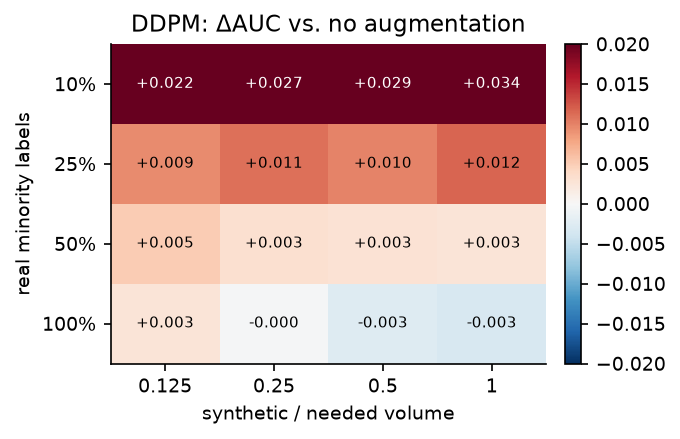 DDPM: ΔAUC vs. no augmentation
real minority labels
10% +0.022 +0.027 +0.029 +0.034
25% +0.009 +0.011 +0.010 +0.012
50% +0.005 +0.003 +0.003 +0.003
100% +0.003 -0.000 -0.003 -0.003
0.125 0.25 0.5 1
synthetic / needed volume
0.020
0.015
0.010
0.005
0.000
−0.005
−0.010
−0.015
−0.020